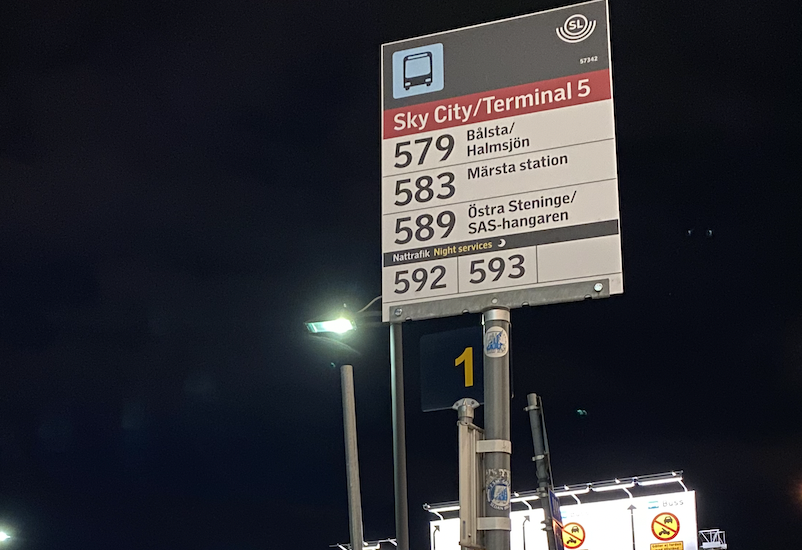 SL
57342
Sky City/Terminal 5
579 Bålsta/
Halmsjön
583 Märsta station
589 Östra Steninge/
SAS-hangaren
Nattrafik Night services
592 593
1
Buss